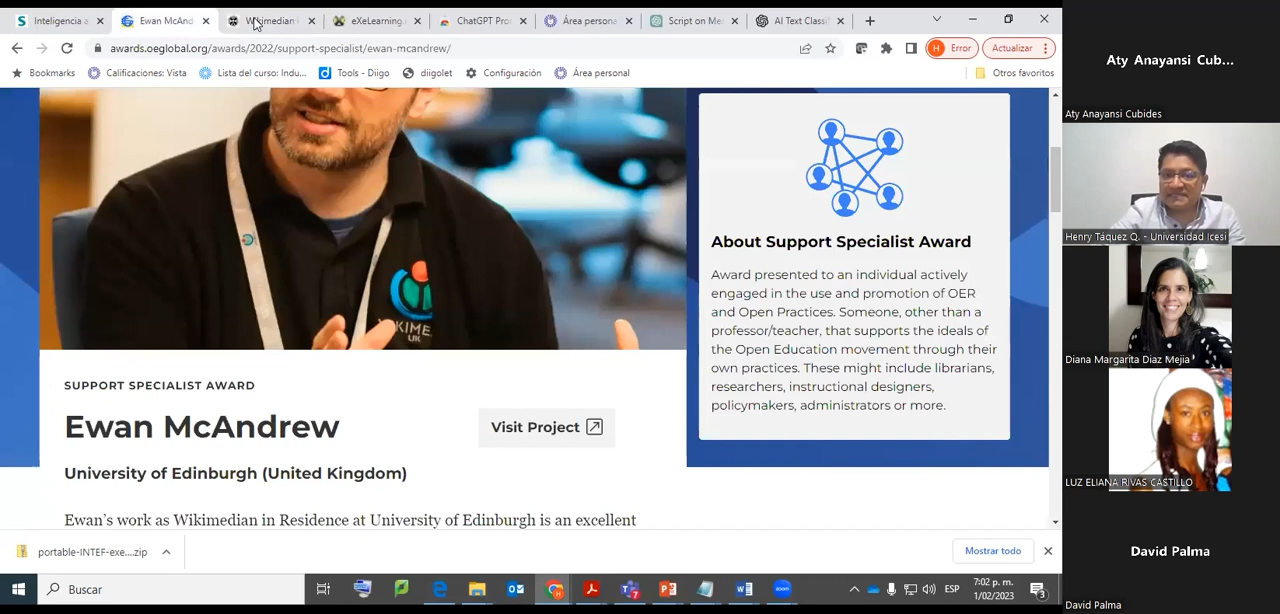 Inteligencia a
Ewan McAnd
Wikimedian
eXeLearning.
ChatGPT Pro
Área persona
Script on Me
AI Text Classif
awards.oeglobal.org/awards/2022/support-specialist/ewan-mcandrew/
H Error
Actualizar
Bookmarks
Calificaciones: Vista
Lista del curso: Indu...
Tools - Diigo
diigolet
Configuración
Área personal
Otros favoritos
WIKIME
UK
About Support Specialist Award
Award presented to an individual actively
engaged in the use and promotion of OER
and Open Practices. Someone, other than a
professor/teacher, that supports the ideals of
the Open Education movement through their
own practices. These might include librarians,
researchers, instructional designers,
policymakers, administrators or more.
SUPPORT SPECIALIST AWARD
Ewan McAndrew
Visit Project
University of Edinburgh (United Kingdom)
Ewan's work as Wikimedian in Residence at University of Edinburgh is an excellent
portable-INTEF-exe....zip
Mostrar todo
Buscar
ESP
7:02 p. m.
1/02/2023
3
Aty Anayansi Cub...
Aty Anayansi Cubides
Henry Táquez Q. - Universidad Icesi
Diana Margarita Diaz Mejia
LUZ ELIANA RIVAS CASTILLO
David Palma
David Palma